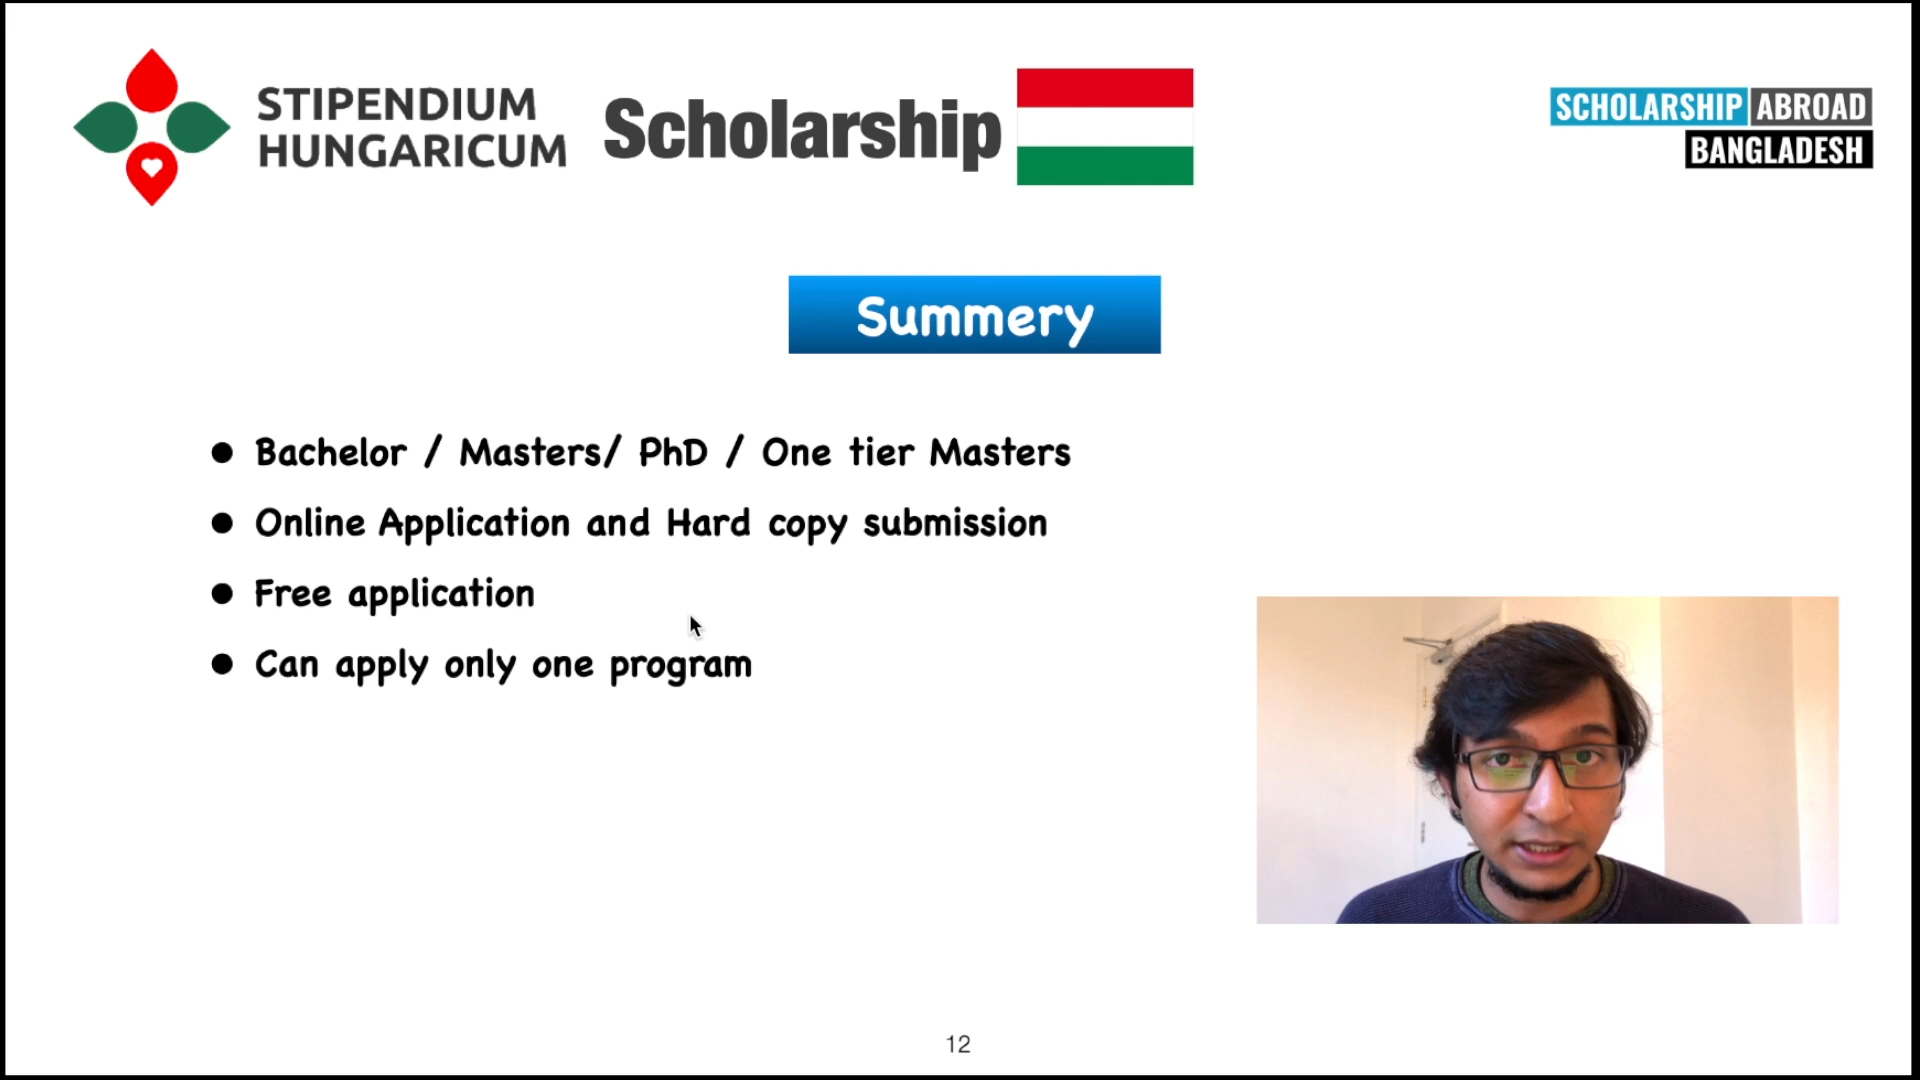 STIPENDIUM
HUNGARICUM
Scholarship
SCHOLARSHIP ABROAD
BANGLADESH
Summery
● Bachelor / Masters/ PhD / One tier Masters
● Online Application and Hard copy submission
● Free application
● Can apply only one program
12